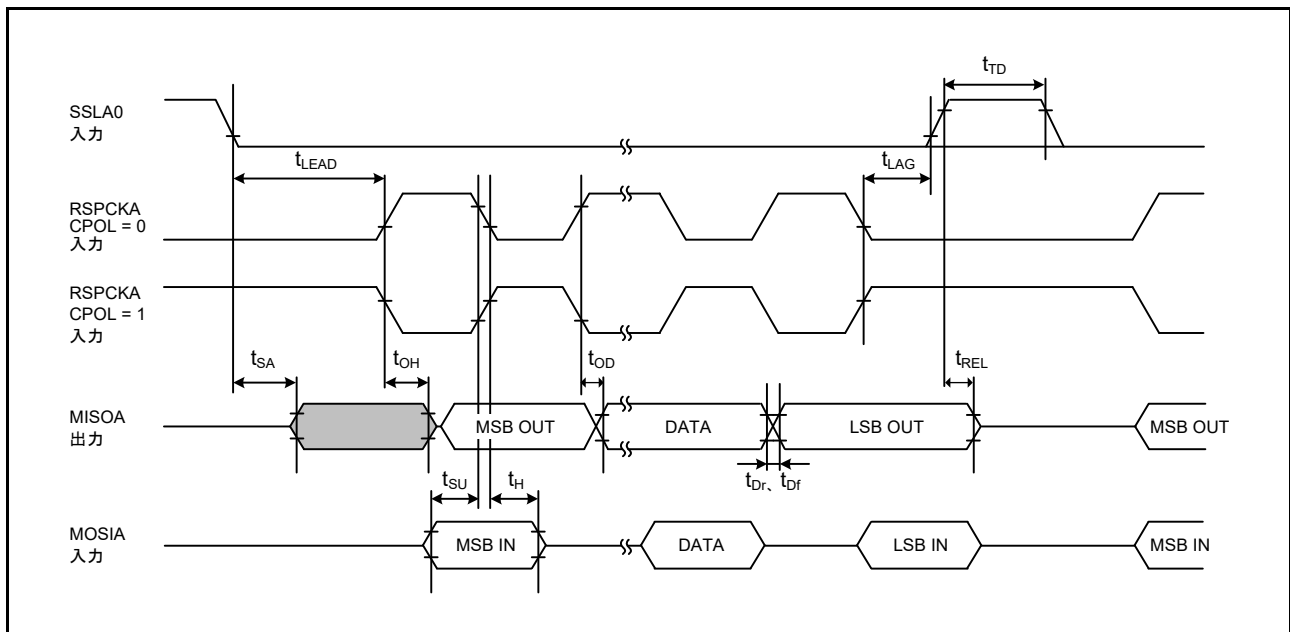 tTD
SSLA0
入力
tLEAD
tLAG
RSPCKA
CPOL = 0
入力
RSPCKA
CPOL = 1
入力
tSA
tOH
tOD
tREL
MISOA
出力
MSB OUT
DATA
LSB OUT
MSB OUT
tSU
tH
tDr、tDf
MOSIA
入力
MSB IN
DATA
LSB IN
MSB IN